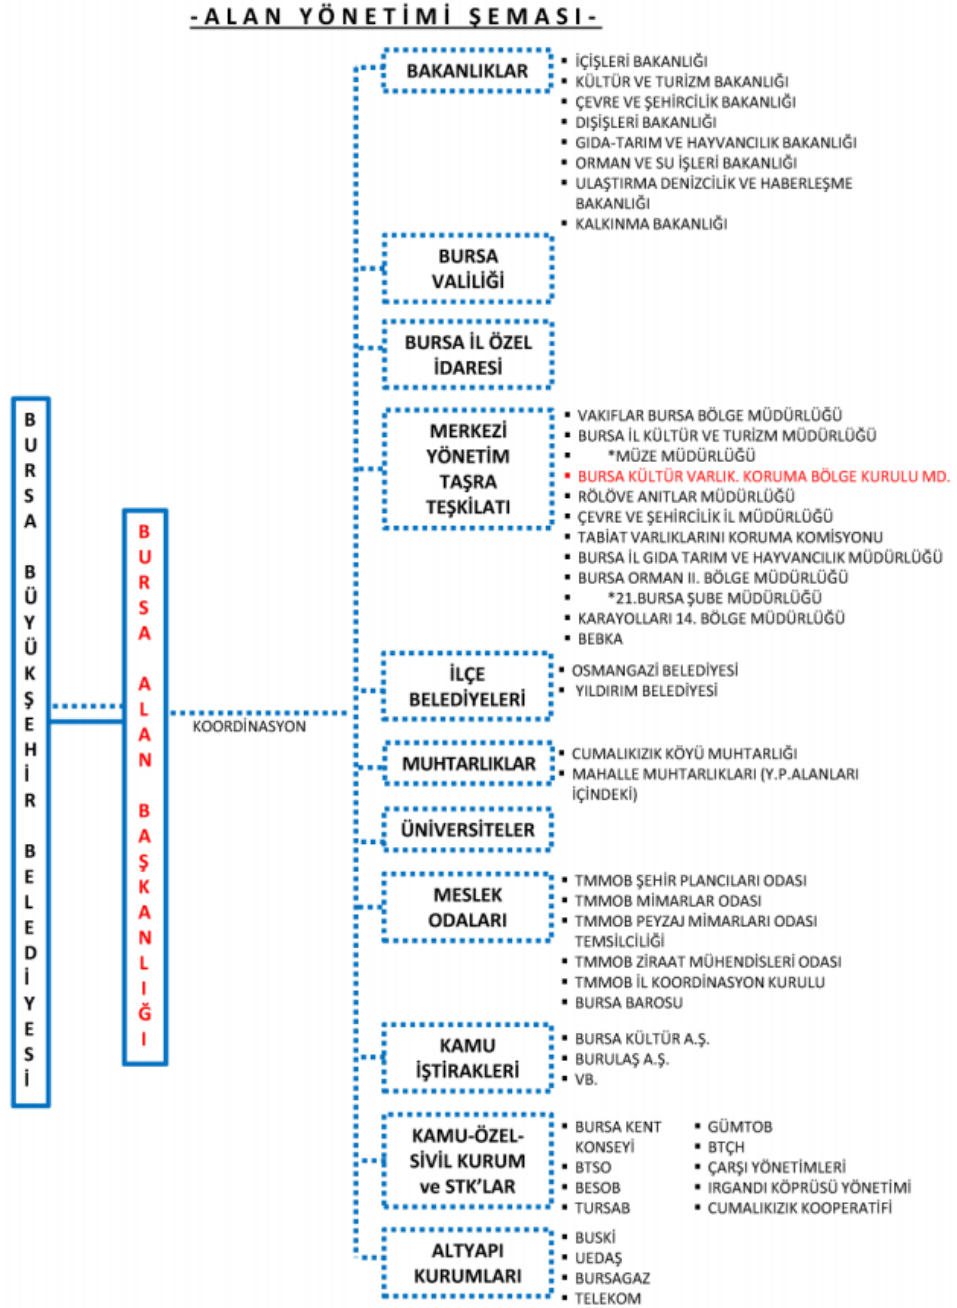 -ALAN YÖNETİMİ ŞEMASI-
BURSA BÜYÜKŞEHİR BELEDİYESİ
BURSA ALAN BAŞKANLIĞI
KOORDİNASYON
BAKANLIKLAR
▪ İÇİŞLERİ BAKANLIĞI
▪ KÜLTÜR VE TURİZM BAKANLIĞI
▪ ÇEVRE VE ŞEHİRCİLİK BAKANLIĞI
▪ DIŞİŞLERİ BAKANLIĞI
▪ GIDA-TARIM VE HAYVANCILIK BAKANLIĞI
▪ ORMAN VE SU İŞLERİ BAKANLIĞI
▪ ULAŞTIRMA DENİZCİLİK VE HABERLEŞME
BAKANLIĞI
▪ KALKINMA BAKANLIĞI
BURSA
VALİLİĞİ
BURSA İL ÖZEL
İDARESİ
MERKEZİ
YÖNETİM
TAŞRA
TEŞKİLATI
▪ VAKIFLAR BURSA BÖLGE MÜDÜRLÜĞÜ
▪ BURSA İL KÜLTÜR VE TURİZM MÜDÜRLÜĞÜ
▪ *MÜZE MÜDÜRLÜĞÜ
▪ BURSA KÜLTÜR VARLIK. KORUMA BÖLGE KURULU MD.
▪ RÖLÖVE ANITLAR MÜDÜRLÜĞÜ
▪ ÇEVRE VE ŞEHİRCİLİK İL MÜDÜRLÜĞÜ
▪ TABİAT VARLIKLARINI KORUMA KOMİSYONU
▪ BURSA İL GIDA TARIM VE HAYVANCILIK MÜDÜRLÜĞÜ
▪ BURSA ORMAN II. BÖLGE MÜDÜRLÜĞÜ
▪ *21.BURSA ŞUBE MÜDÜRLÜĞÜ
▪ KARAYOLLARI 14. BÖLGE MÜDÜRLÜĞÜ
▪ BEBKA
İLÇE
BELEDİYELERİ
▪ OSMANGAZİ BELEDİYESİ
▪ YILDIRIM BELEDİYESİ
MUHTARLIKLAR
▪ CUMALIKIZIK KÖYÜ MUHTARLIĞI
▪ MAHALLE MUHTARLIKLARI (Y.P.ALANLARI
İÇİNDEKİ)
ÜNİVERSİTELER
MESLEK
ODALARI
▪ TMMOB ŞEHİR PLANCILARI ODASI
▪ TMMOB MİMARLAR ODASI
▪ TMMOB PEYZAJ MİMARLARI ODASI
TEMSİLCİLİĞİ
▪ TMMOB ZİRAAT MÜHENDİSLERİ ODASI
▪ TMMOB İL KOORDİNASYON KURULU
▪ BURSA BAROSU
KAMU
İŞTİRAKLERİ
▪ BURSA KÜLTÜR A.Ş.
▪ BURULAŞ A.Ş.
▪ VB.
KAMU-ÖZEL-
SİVİL KURUM
ve STK'LAR
▪ BURSA KENT
KONSEYİ
▪ BTSO
▪ BESOB
▪ TURSAB
▪ GÜMTOB
▪ BTÇH
▪ ÇARŞI YÖNETİMLERİ
▪ IRGANDI KÖPRÜSÜ YÖNETİMİ
▪ CUMALIKIZIK KOOPERATİFİ
ALTYAPI
KURUMLARI
▪ BUSKİ
▪ UEDAŞ
▪ BURSAGAZ
▪ TELEKOM